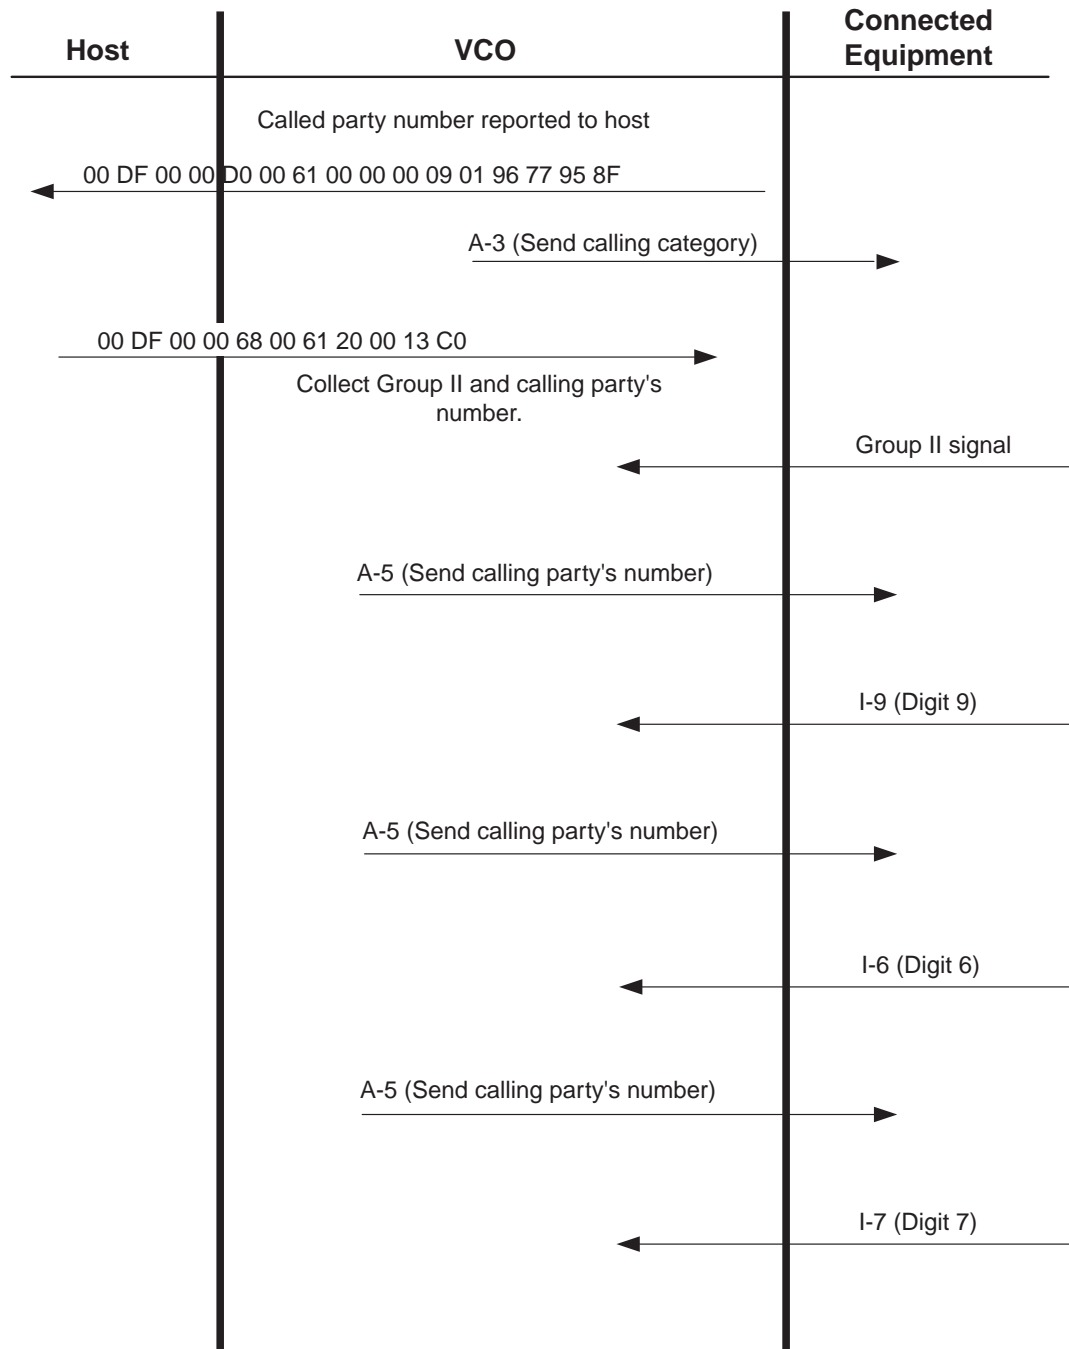 Host
VCO
Connected
Equipment
Called party number reported to host
00 DF 00 00 D0 00 61 00 00 00 09 01 96 77 95 8F
A-3 (Send calling category)
00 DF 00 00 68 00 61 20 00 13 C0
Collect Group II and calling party's
number.
Group II signal
A-5 (Send calling party's number)
I-9 (Digit 9)
A-5 (Send calling party's number)
I-6 (Digit 6)
A-5 (Send calling party's number)
I-7 (Digit 7)